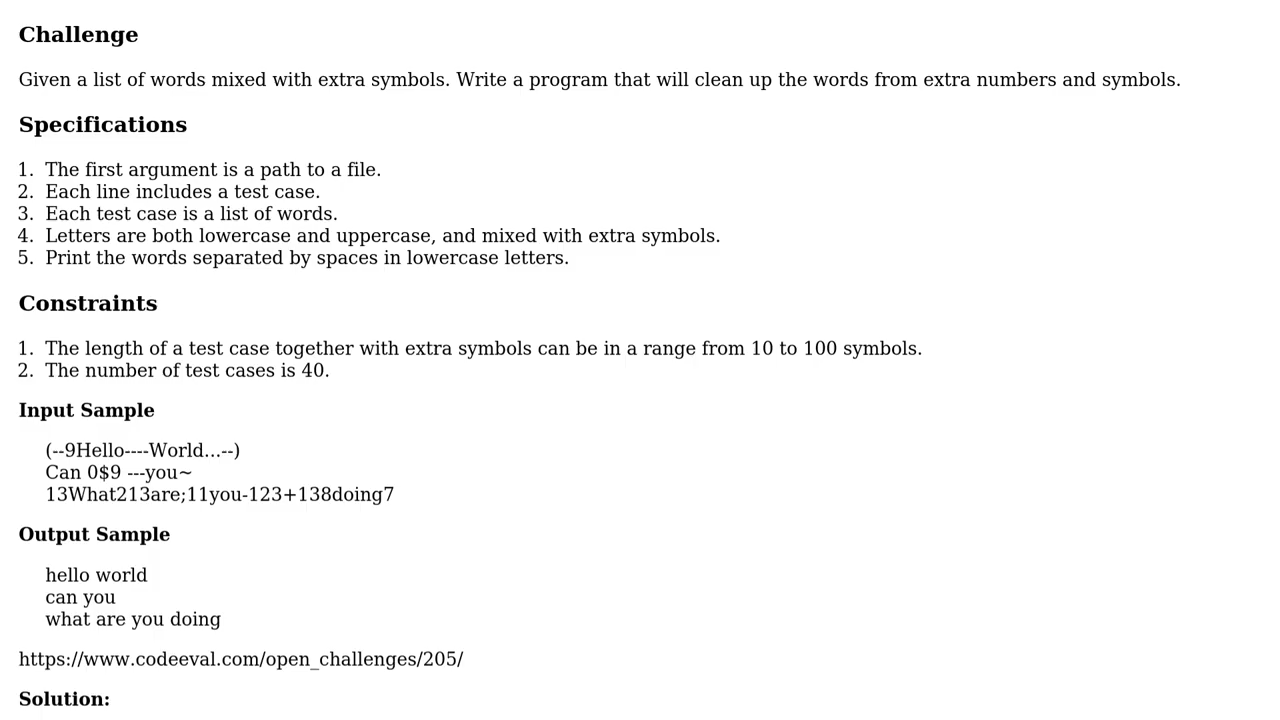 Challenge
Given a list of words mixed with extra symbols. Write a program that will clean up the words from extra numbers and symbols.
Specifications
1. The first argument is a path to a file.
2. Each line includes a test case.
3. Each test case is a list of words.
4. Letters are both lowercase and uppercase, and mixed with extra symbols.
5. Print the words separated by spaces in lowercase letters.
Constraints
1. The length of a test case together with extra symbols can be in a range from 10 to 100 symbols.
2. The number of test cases is 40.
Input Sample
(--9Hello----World...--)
Can 0$9 ---you~
13What213are;11you-123+138doing7
Output Sample
hello world
can you
what are you doing
https://www.codeeval.com/open_challenges/205/
Solution: